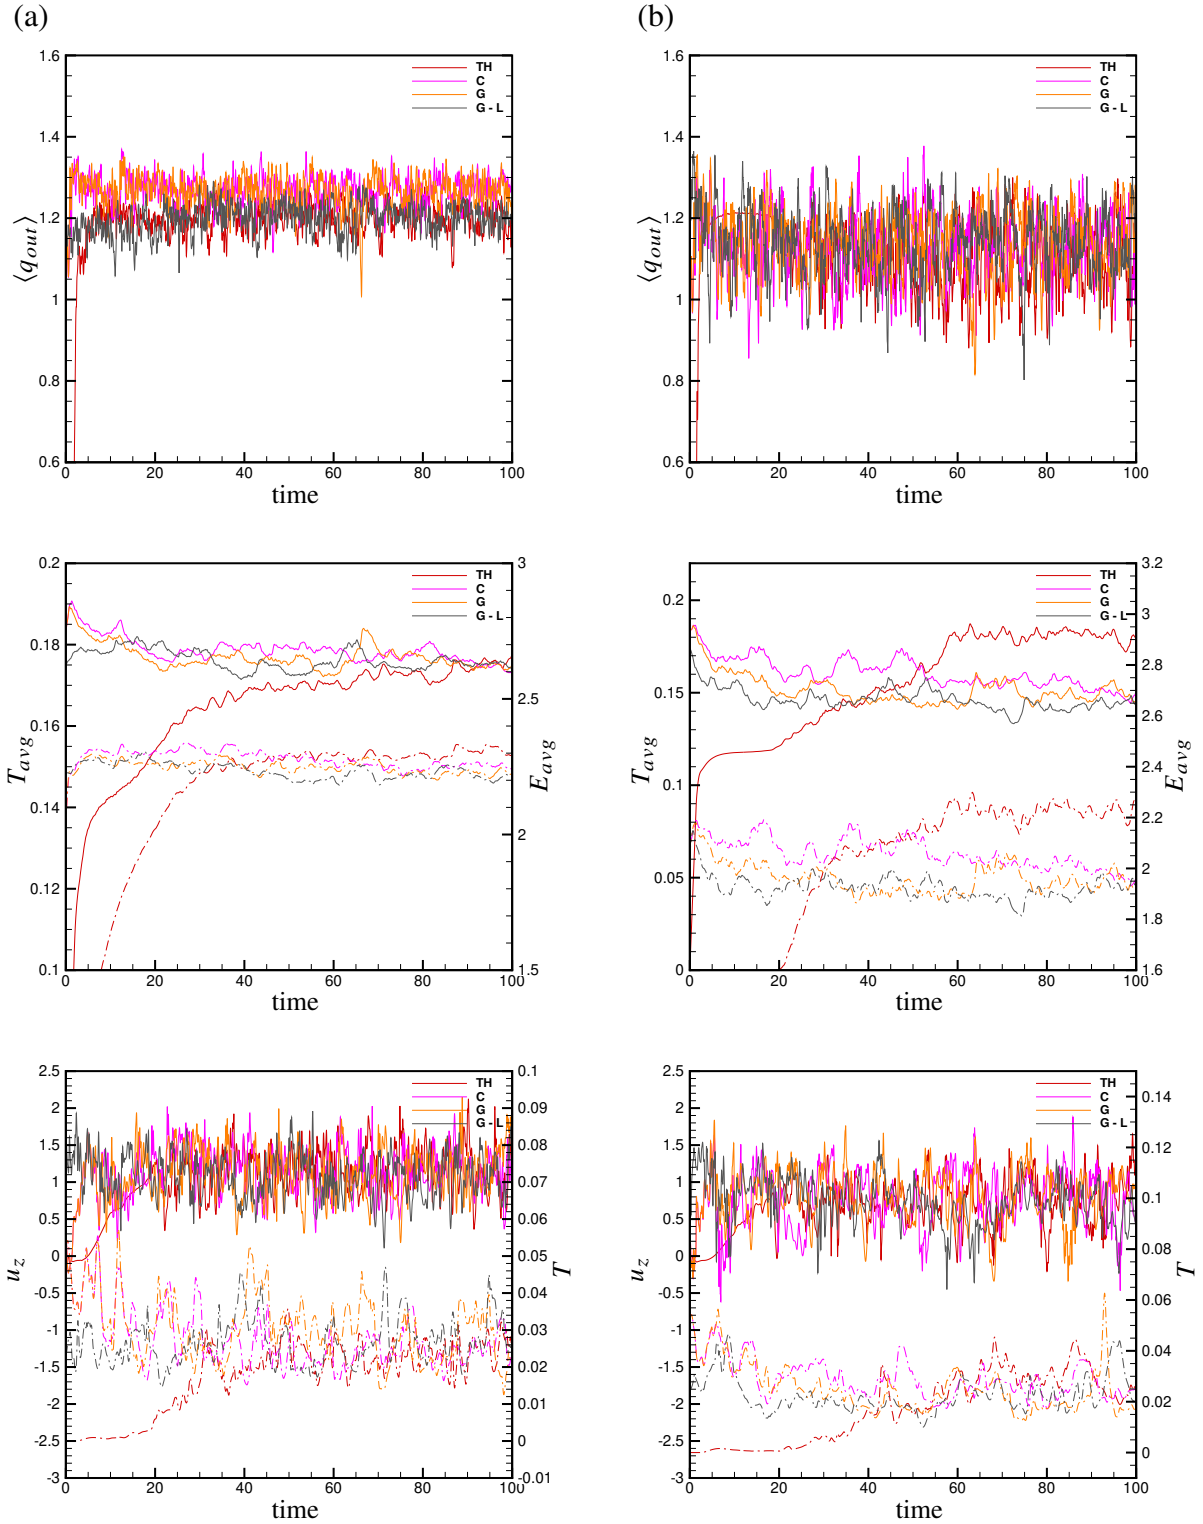 (a)
(b)
1.6
1.4
1.2
1
0.8
0.6
⟨q_out⟩
0 20 40 60 80 100
time
TH
C
G
G - L
1.6
1.4
1.2
1
0.8
0.6
⟨q_out⟩
0 20 40 60 80 100
time
TH
C
G
G - L
0.2
0.18
0.16
0.14
0.12
0.1
T_avg
3
2.5
2
1.5
E_avg
0 20 40 60 80 100
time
TH
C
G
G - L
0.2
0.15
0.1
0.05
0
T_avg
3.2
3
2.8
2.6
2.4
2.2
2
1.8
1.6
E_avg
0 20 40 60 80 100
time
TH
C
G
G - L
2.5
2
1.5
1
0.5
0
-0.5
-1
-1.5
-2
-2.5
-3
u_z
0.1
0.09
0.08
0.07
0.06
0.05
0.04
0.03
0.02
0.01
0
-0.01
T
0 20 40 60 80 100
time
TH
C
G
G - L
2.5
2
1.5
1
0.5
0
-0.5
-1
-1.5
-2
-2.5
-3
u_z
0.14
0.12
0.1
0.08
0.06
0.04
0.02
0
T
0 20 40 60 80 100
time
TH
C
G
G - L